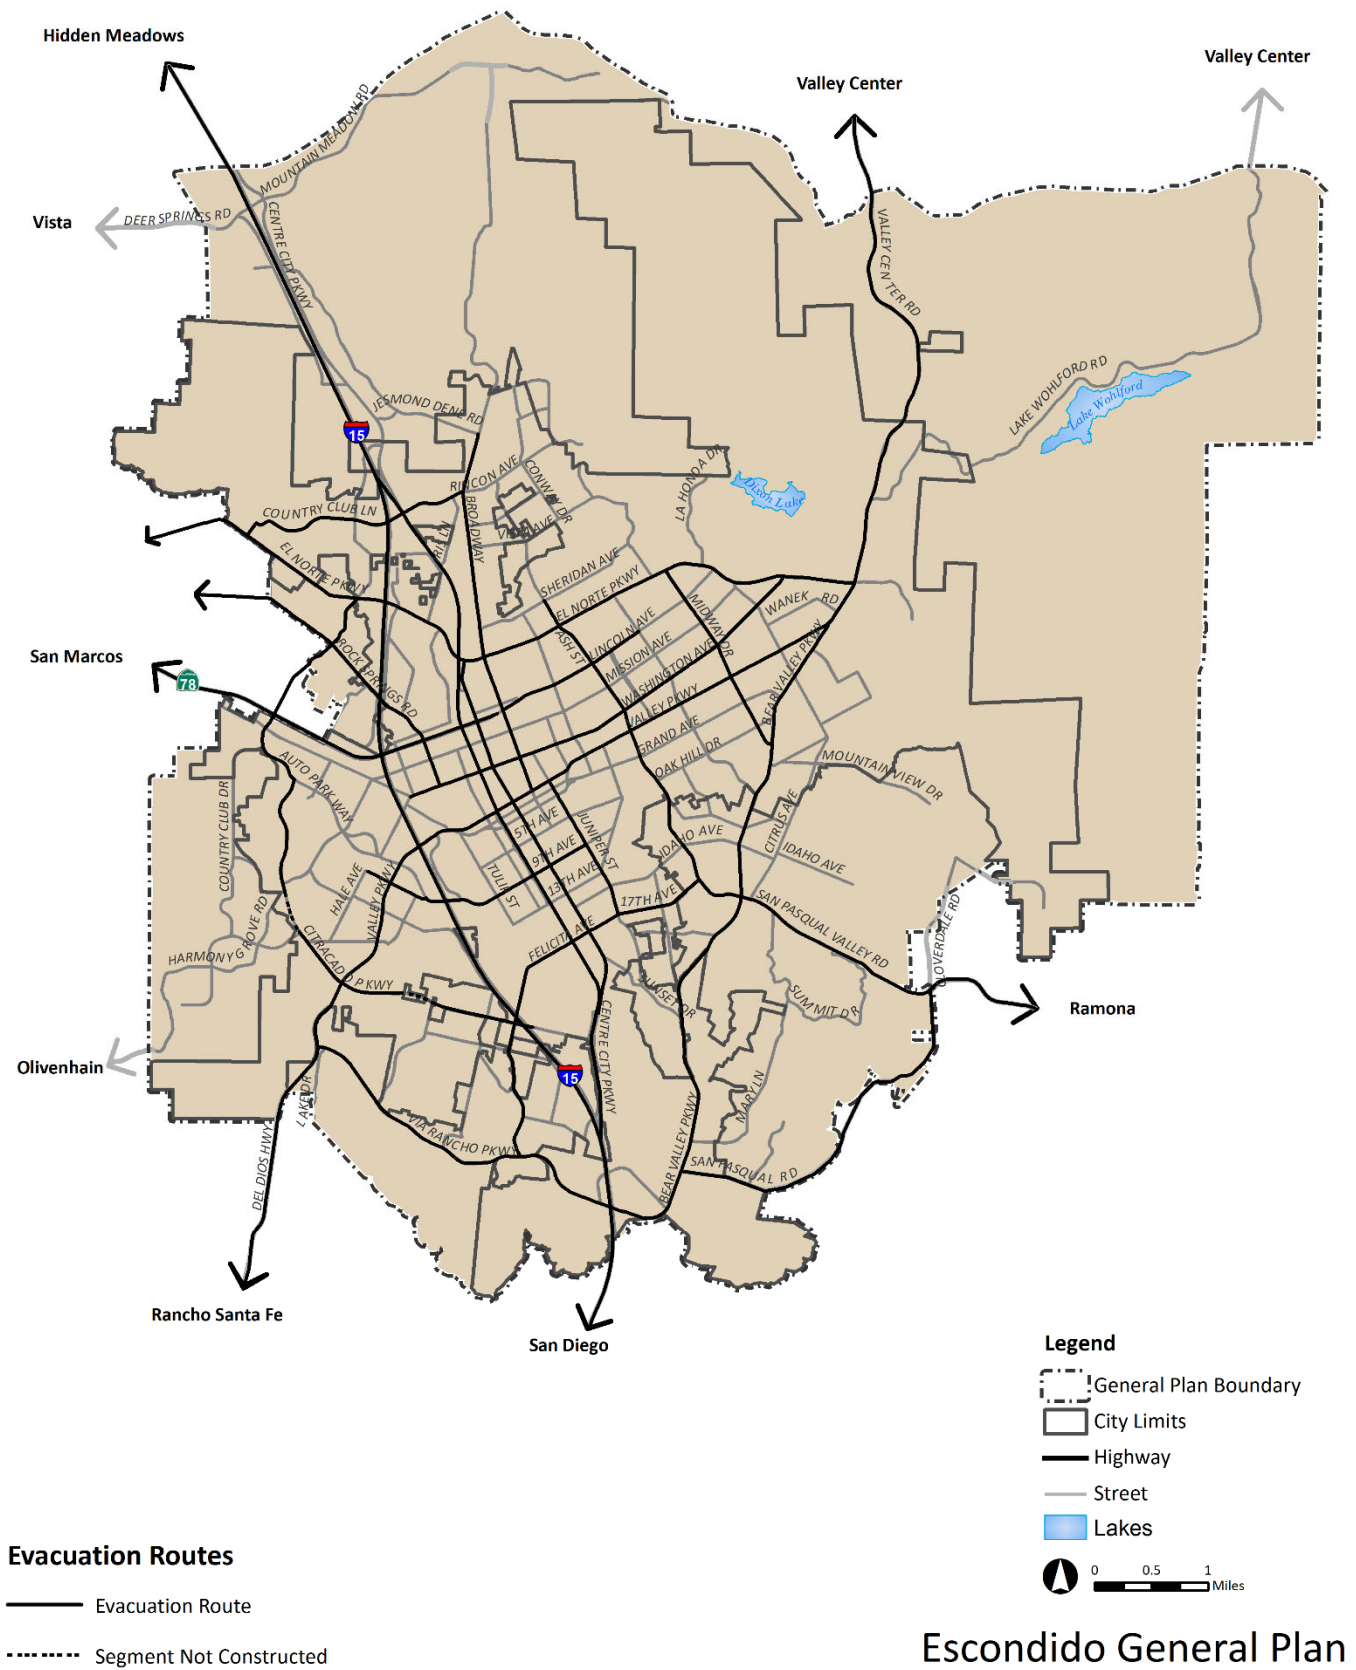 Hidden Meadows
Valley Center
Valley Center
MOUNTAIN MEADOW RD
Vista
DEER SPRINGS RD
CENTRE CITY PKWY
VALLEY CENTER RD
LAKE WOHLFORD RD
Lake Wohlford
JESMOND DENE RD
15
RINCON AVE
CONWAY DR
LA HONDA DR
Dixon Lake
COUNTRY CLUB LN
BROADWAY
VISTA AVE
EL NORTE PKWY
SHERIDAN AVE
EL NORTE PKWY
MIDWAY DR
WANEK RD
ASH ST
LINCOLN AVE
MISSION AVE
WASHINGTON AVE
VALLEY PKWY
BEAR VALLEY PKWY
San Marcos
78
ROCK SPRINGS RD
GRAND AVE
OAK HILL DR
AUTO PARK WAY
MOUNTAIN VIEW DR
COUNTRY CLUB DR
5TH AVE
JUNIPER ST
9TH AVE
13TH AVE
IDAHO AVE
CITRUS AVE
IDAHO AVE
HALE AVE
VALLEY PKWY
TULIP ST
17TH AVE
SAN PASQUAL VALLEY RD
CLOVERDALE RD
HARMONY GROVE RD
CITRACADO PKWY
FELICITA AVE
SUNSET DR
SUMMIT DR
Ramona
CENTRE CITY PKWY
Olivenhain
15
LAKE DR
VIA RANCHO PKWY
MARY LN
BEAR VALLEY PKWY
SAN PASQUAL RD
DEL DIOS HWY
Rancho Santa Fe
San Diego
Legend
General Plan Boundary
City Limits
Highway
Street
Lakes
0 0.5 1
Miles
Evacuation Routes
Evacuation Route
Segment Not Constructed
Escondido General Plan